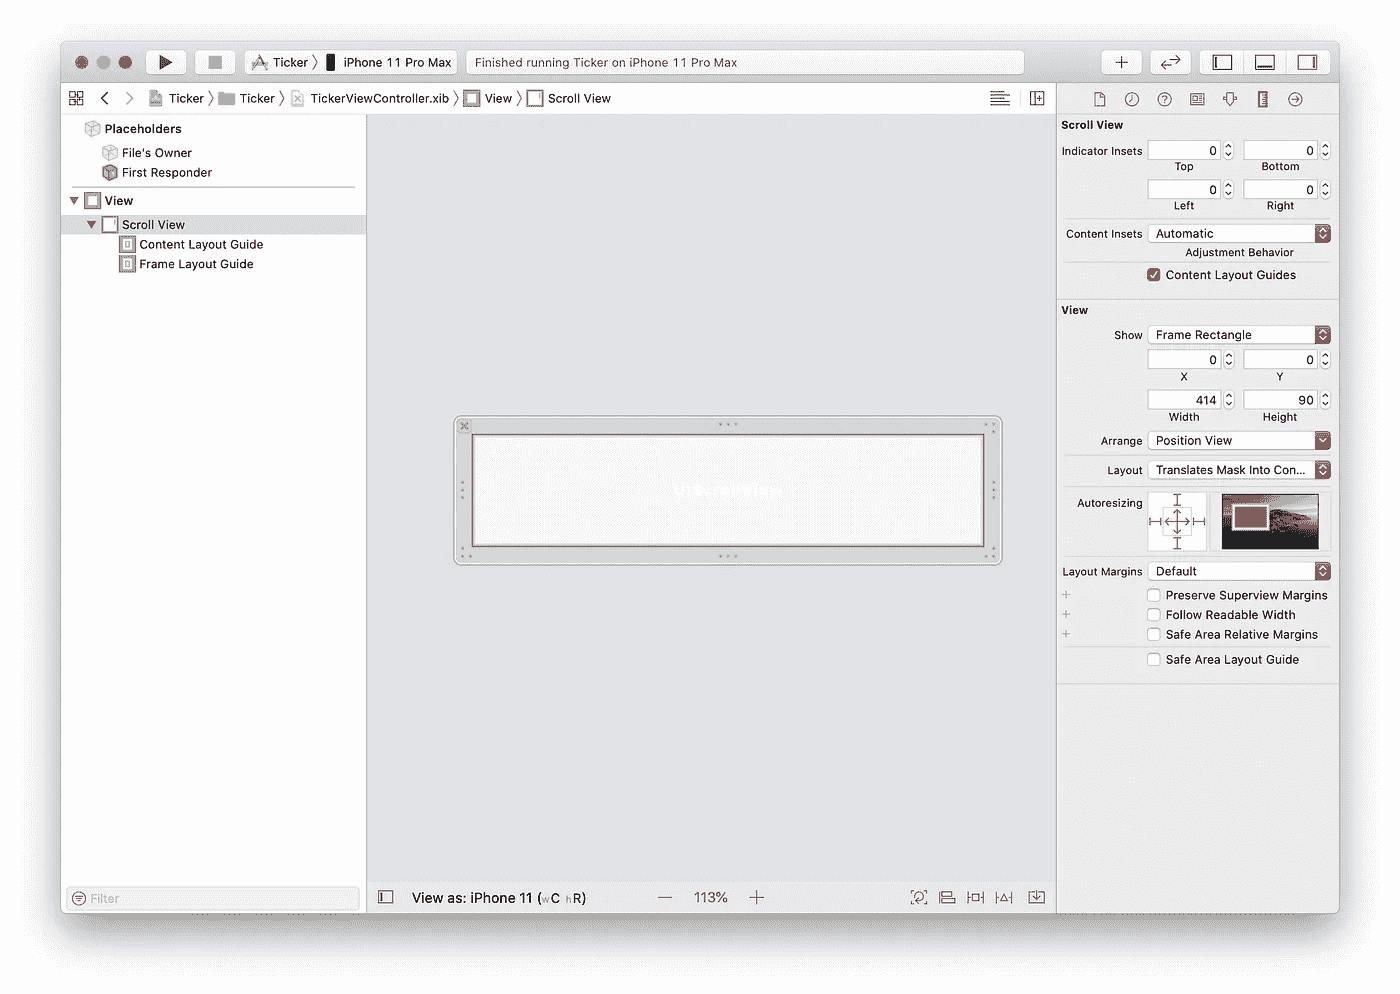 Ticker 〉 iPhone 11 Pro Max
Finished running Ticker on iPhone 11 Pro Max
Ticker 〉 Ticker 〉 TickerViewController.xib 〉 View 〉 Scroll View
Placeholders
File's Owner
First Responder
View
Scroll View
Content Layout Guide
Frame Layout Guide
UIScrollView
Filter
View as: iPhone 11 (wC hR)
113%
Scroll View
Indicator Insets 0 0
Top Bottom
0 0
Left Right
Content Insets Automatic
Adjustment Behavior
Content Layout Guides
View
Show Frame Rectangle
0 0
X Y
414 90
Width Height
Arrange Position View
Layout Translates Mask Into Con...
Autoresizing
Layout Margins Default
Preserve Superview Margins
Follow Readable Width
Safe Area Relative Margins
Safe Area Layout Guide